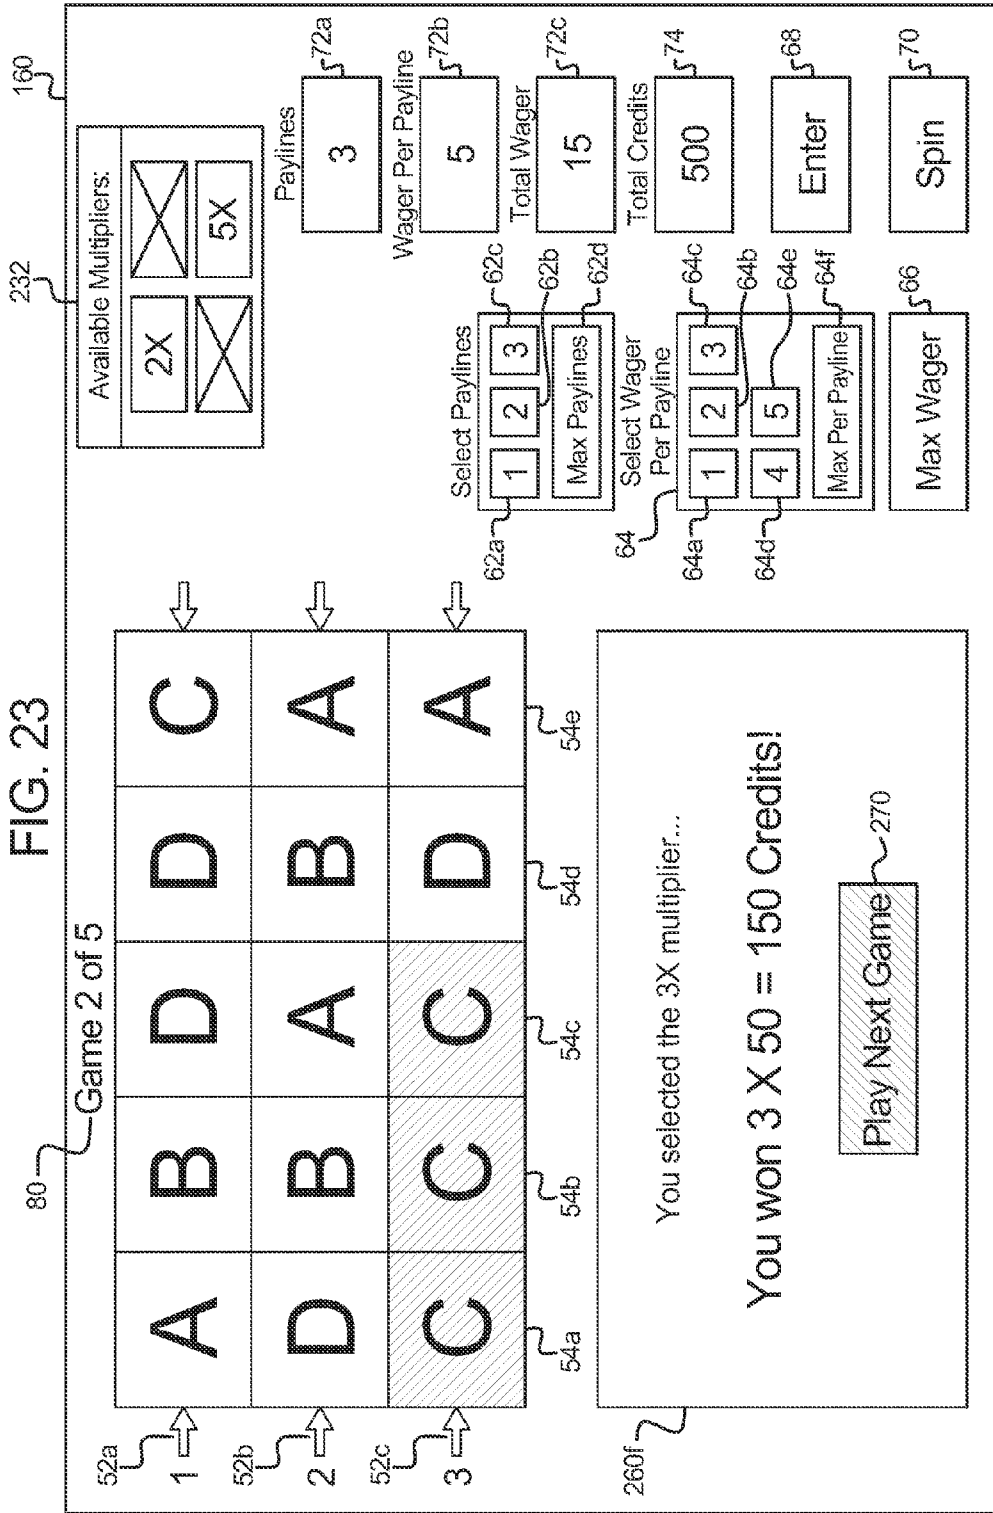 FIG. 23
160
232
80
Game 2 of 5
Available Multipliers:
2X
5X
52a
1
A B D D C
52b
2
D B A B A
52c
3
C C C D A
54a 54b 54c 54d 54e
Select Paylines
62a
1 2 3
62c
62b
Max Paylines
62d
Select Wager
Per Payline
64
64a
1 2 3
64c
64b
64d
4 5
64e
Max Per Payline
64f
Max Wager
66
Paylines
3
72a
Wager Per Payline
5
72b
Total Wager
15
72c
Total Credits
500
74
Enter
68
Spin
70
260f
You selected the 3X multiplier...
You won 3 X 50 = 150 Credits!
Play Next Game
270